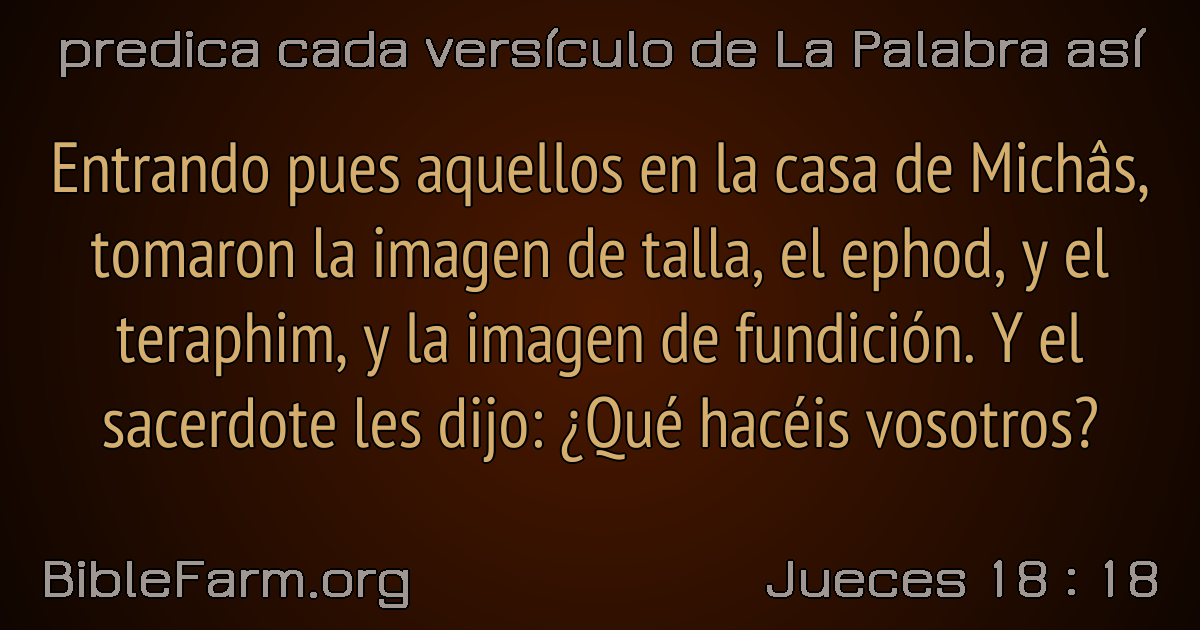 predica cada versículo de La Palabra así
Entrando pues aquellos en la casa de Michâs,
tomaron la imagen de talla, el ephod, y el
teraphim, y la imagen de fundición. Y el
sacerdote les dijo: ¿Qué hacéis vosotros?
BibleFarm.org
Jueces 18 : 18